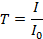 T = I / I₀